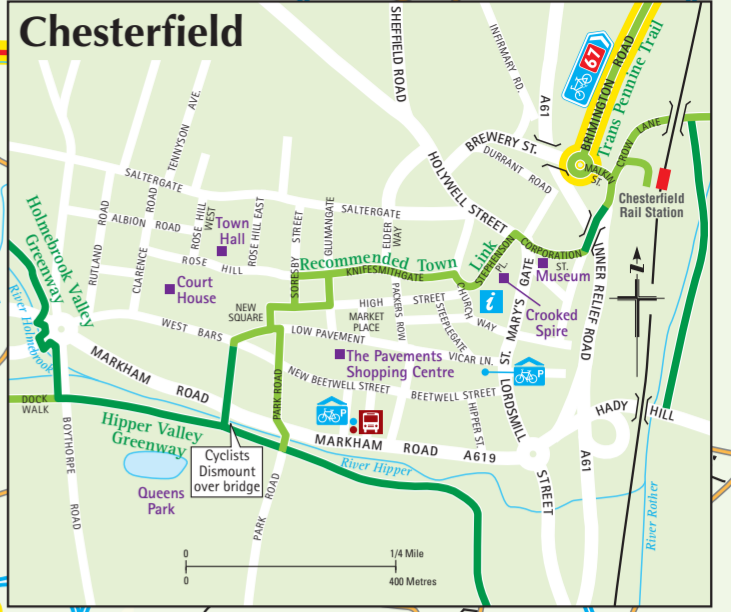 Chesterfield
SHEFFIELD ROAD
INFIRMARY RD.
A61
67
BRIMINGTON ROAD
Trans Pennine Trail
BREWERY ST.
DURRANT ROAD
MALKIN
ST.
CROW LANE
Chesterfield
Rail Station
TENNYSON AVE.
SALTERGATE
HOLYWELL STREET
Holmebrook Valley
Greenway
River Holmebrook
RUTLAND ROAD
ALBION ROAD
CLARENCE ROAD
ROSE HILL
WEST
Town
Hall
ROSE HILL EAST
ROSE HILL
SORESBY STREET
GLUMANGATE
SALTERGATE
ELDER
WAY
Recommended Town Link
KNIFESMITHGATE
STEPHENSON
PL.
CORPORATION
ST.
Museum
INNER RELIEF ROAD
N
Court
House
NEW
SQUARE
HIGH STREET
MARKET
PLACE
PACKERS ROW
CHURCH
WAY
i
ST. MARY'S GATE
Crooked
Spire
WEST BARS
LOW PAVEMENT
STEEPLEGATE
The Pavements
Shopping Centre
VICAR LN.
P
MARKHAM ROAD
NEW BEETWELL STREET
BEETWELL STREET
HIPPER ST.
LORDSMILL
STREET
HADY HILL
DOCK
WALK
Hipper Valley
Greenway
PARK ROAD
P
MARKHAM ROAD A619
A61
BOYTHORPE ROAD
Cyclists
Dismount
over bridge
River Hipper
Queens
Park
PARK ROAD
River Rother
0 1/4 Mile
0 400 Metres